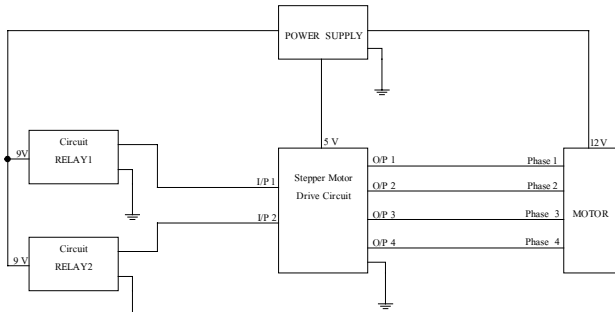 POWER SUPPLY
5 V
12V
9V
Circuit
RELAY1
I/P 1
I/P 2
Stepper Motor
Drive Circuit
O/P 1
O/P 2
O/P 3
O/P 4
Phase 1
Phase 2
Phase 3
Phase 4
MOTOR
9 V
Circuit
RELAY2